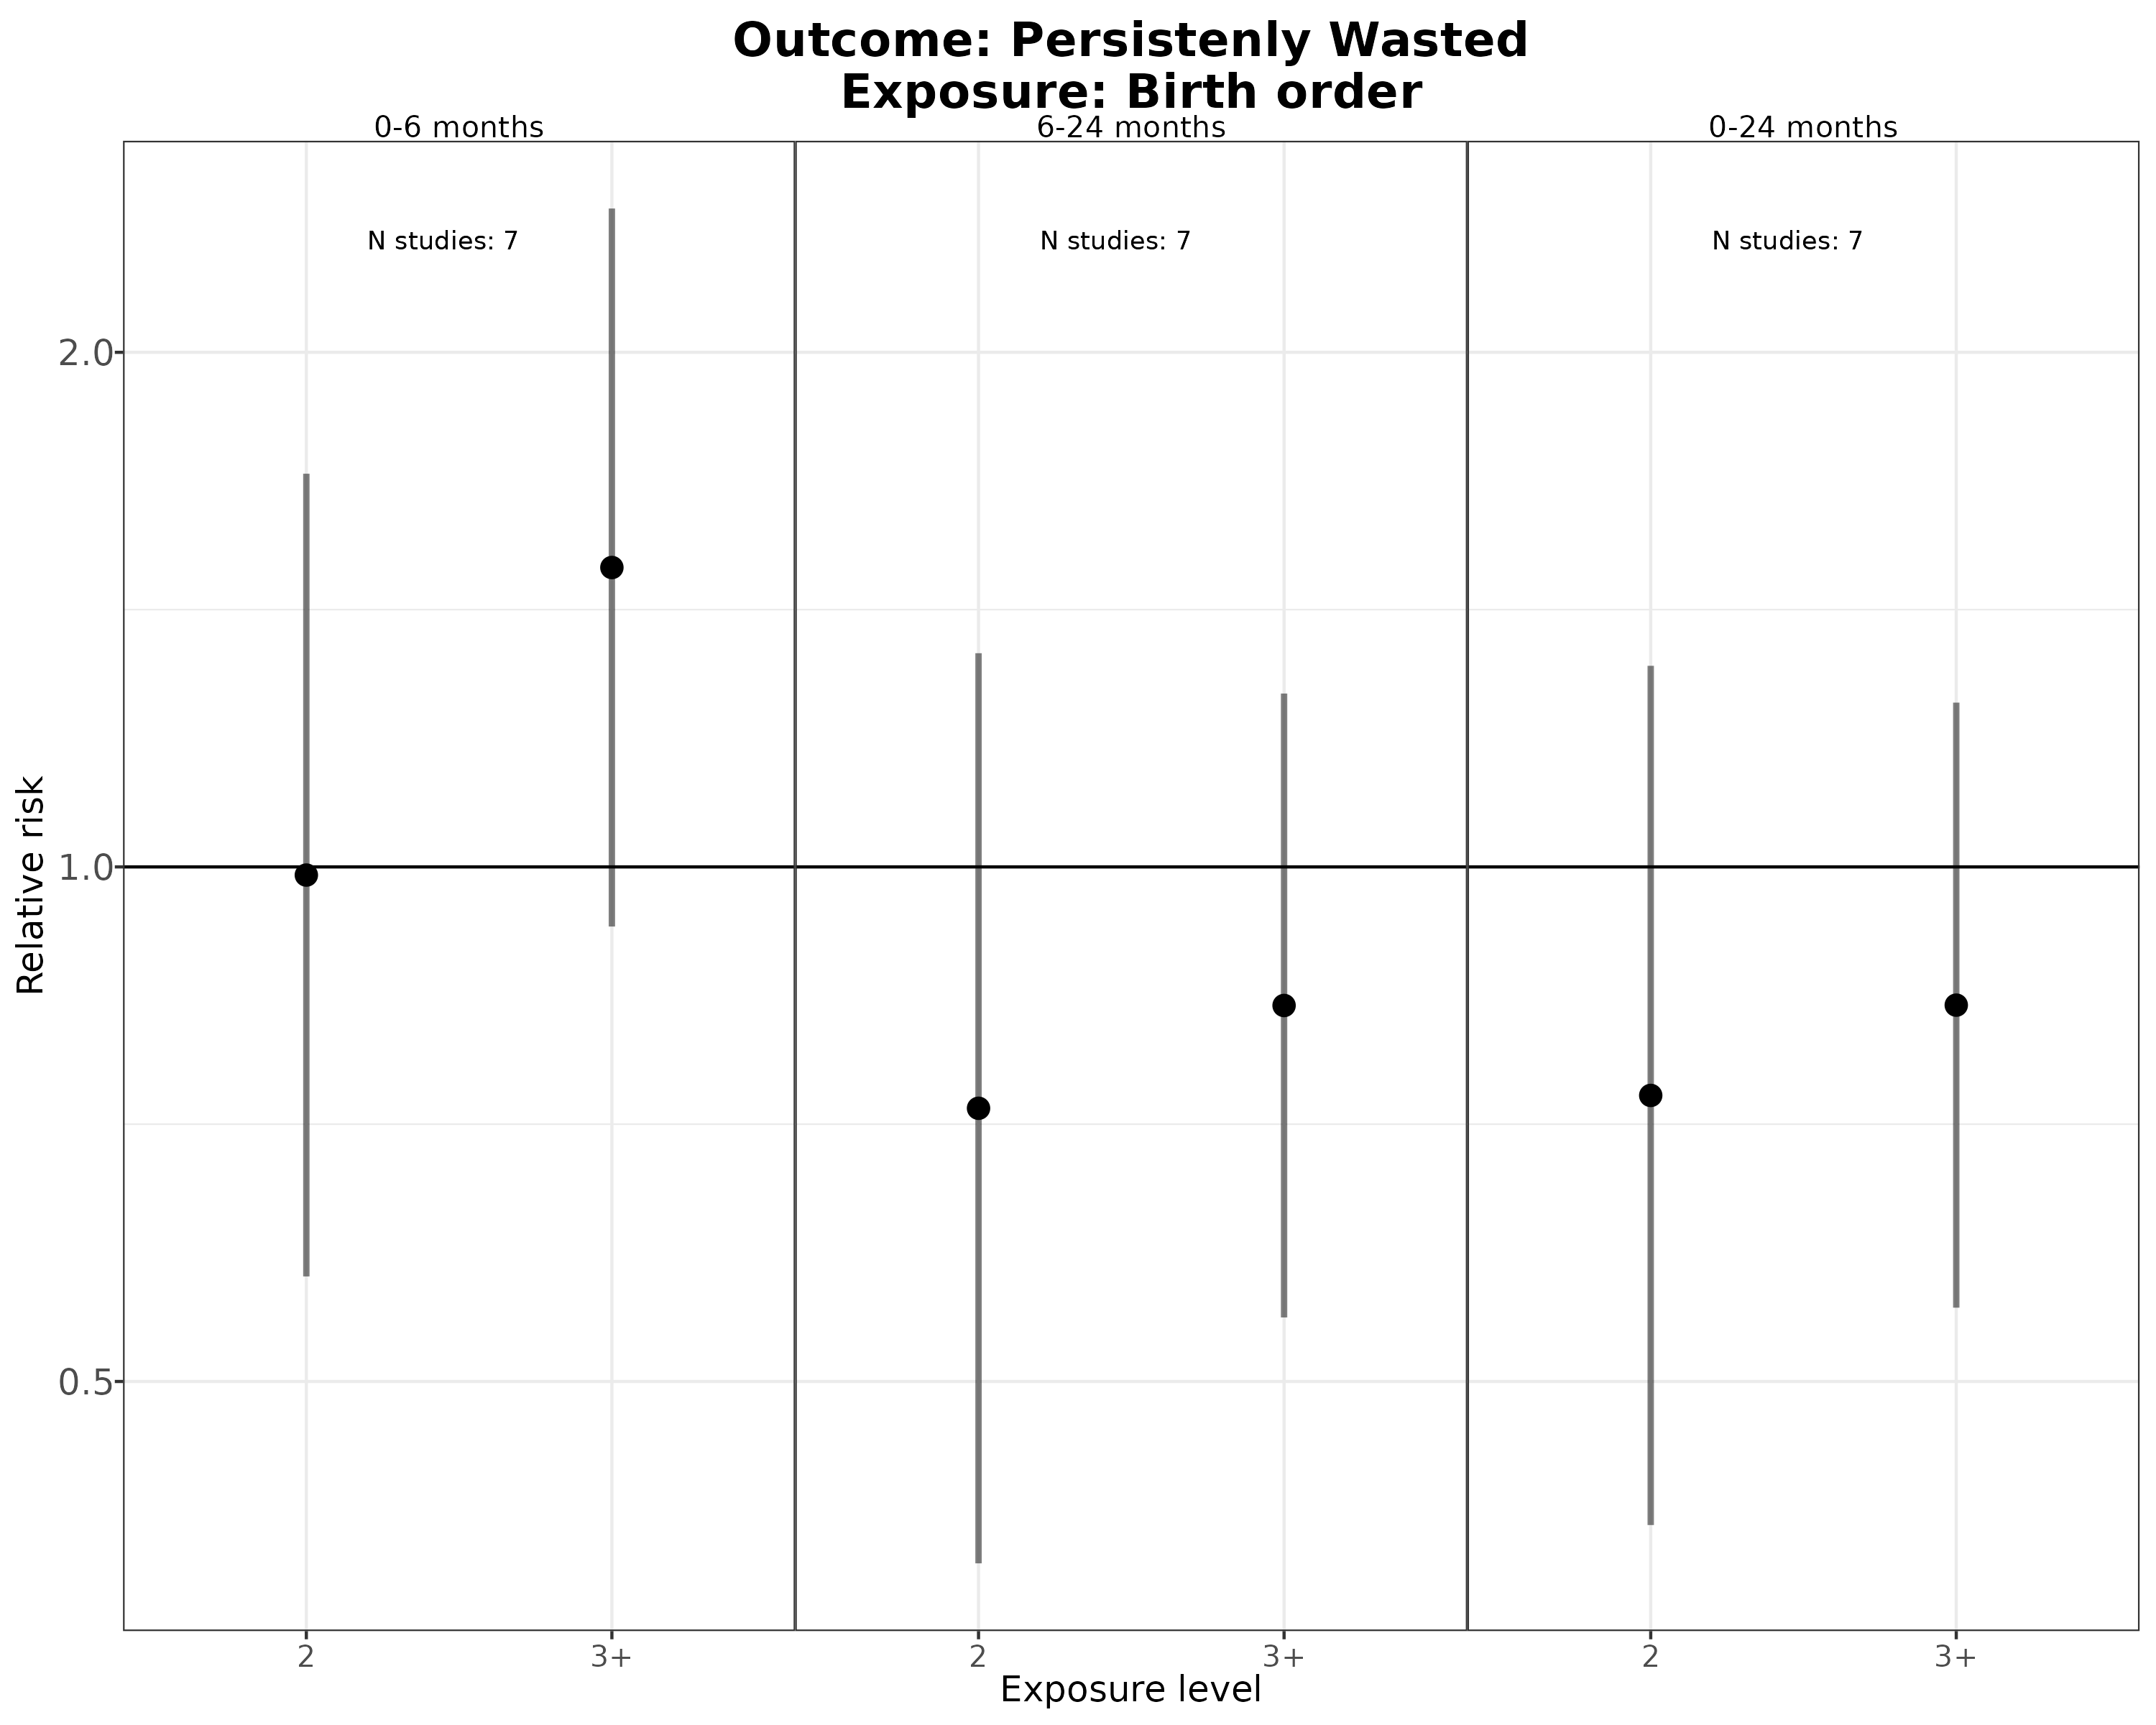 Outcome: Persistenly Wasted
Exposure: Birth order
0-6 months
6-24 months
0-24 months
N studies: 7
N studies: 7
N studies: 7
2.0
1.0
0.5
Relative risk
2
3+
2
3+
2
3+
Exposure level